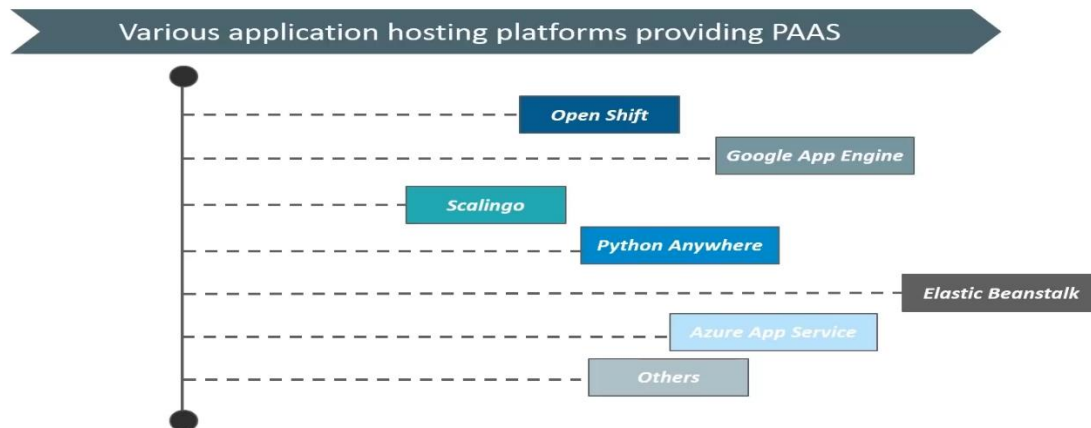 Various application hosting platforms providing PAAS
Open Shift
Google App Engine
Scalingo
Python Anywhere
Elastic Beanstalk
Azure App Service
Others